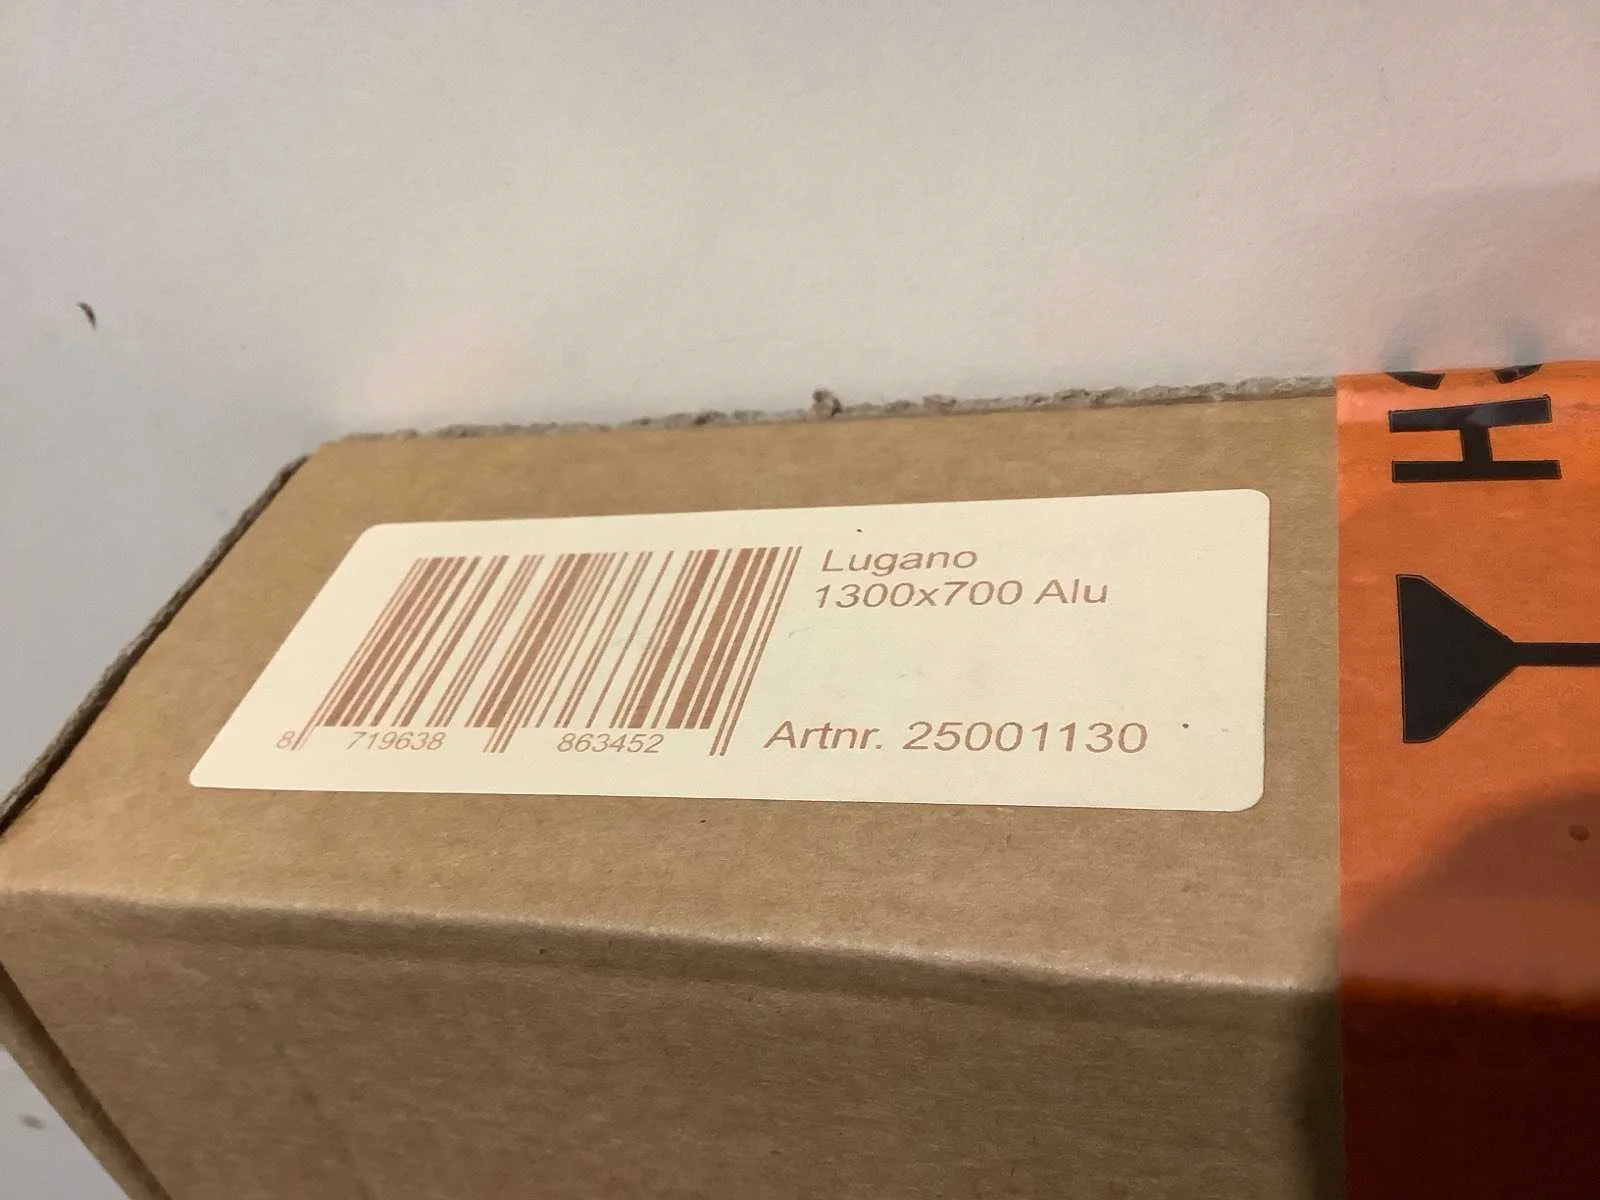 Lugano
1300x700 Alu
Artnr. 25001130
8 719638 863452